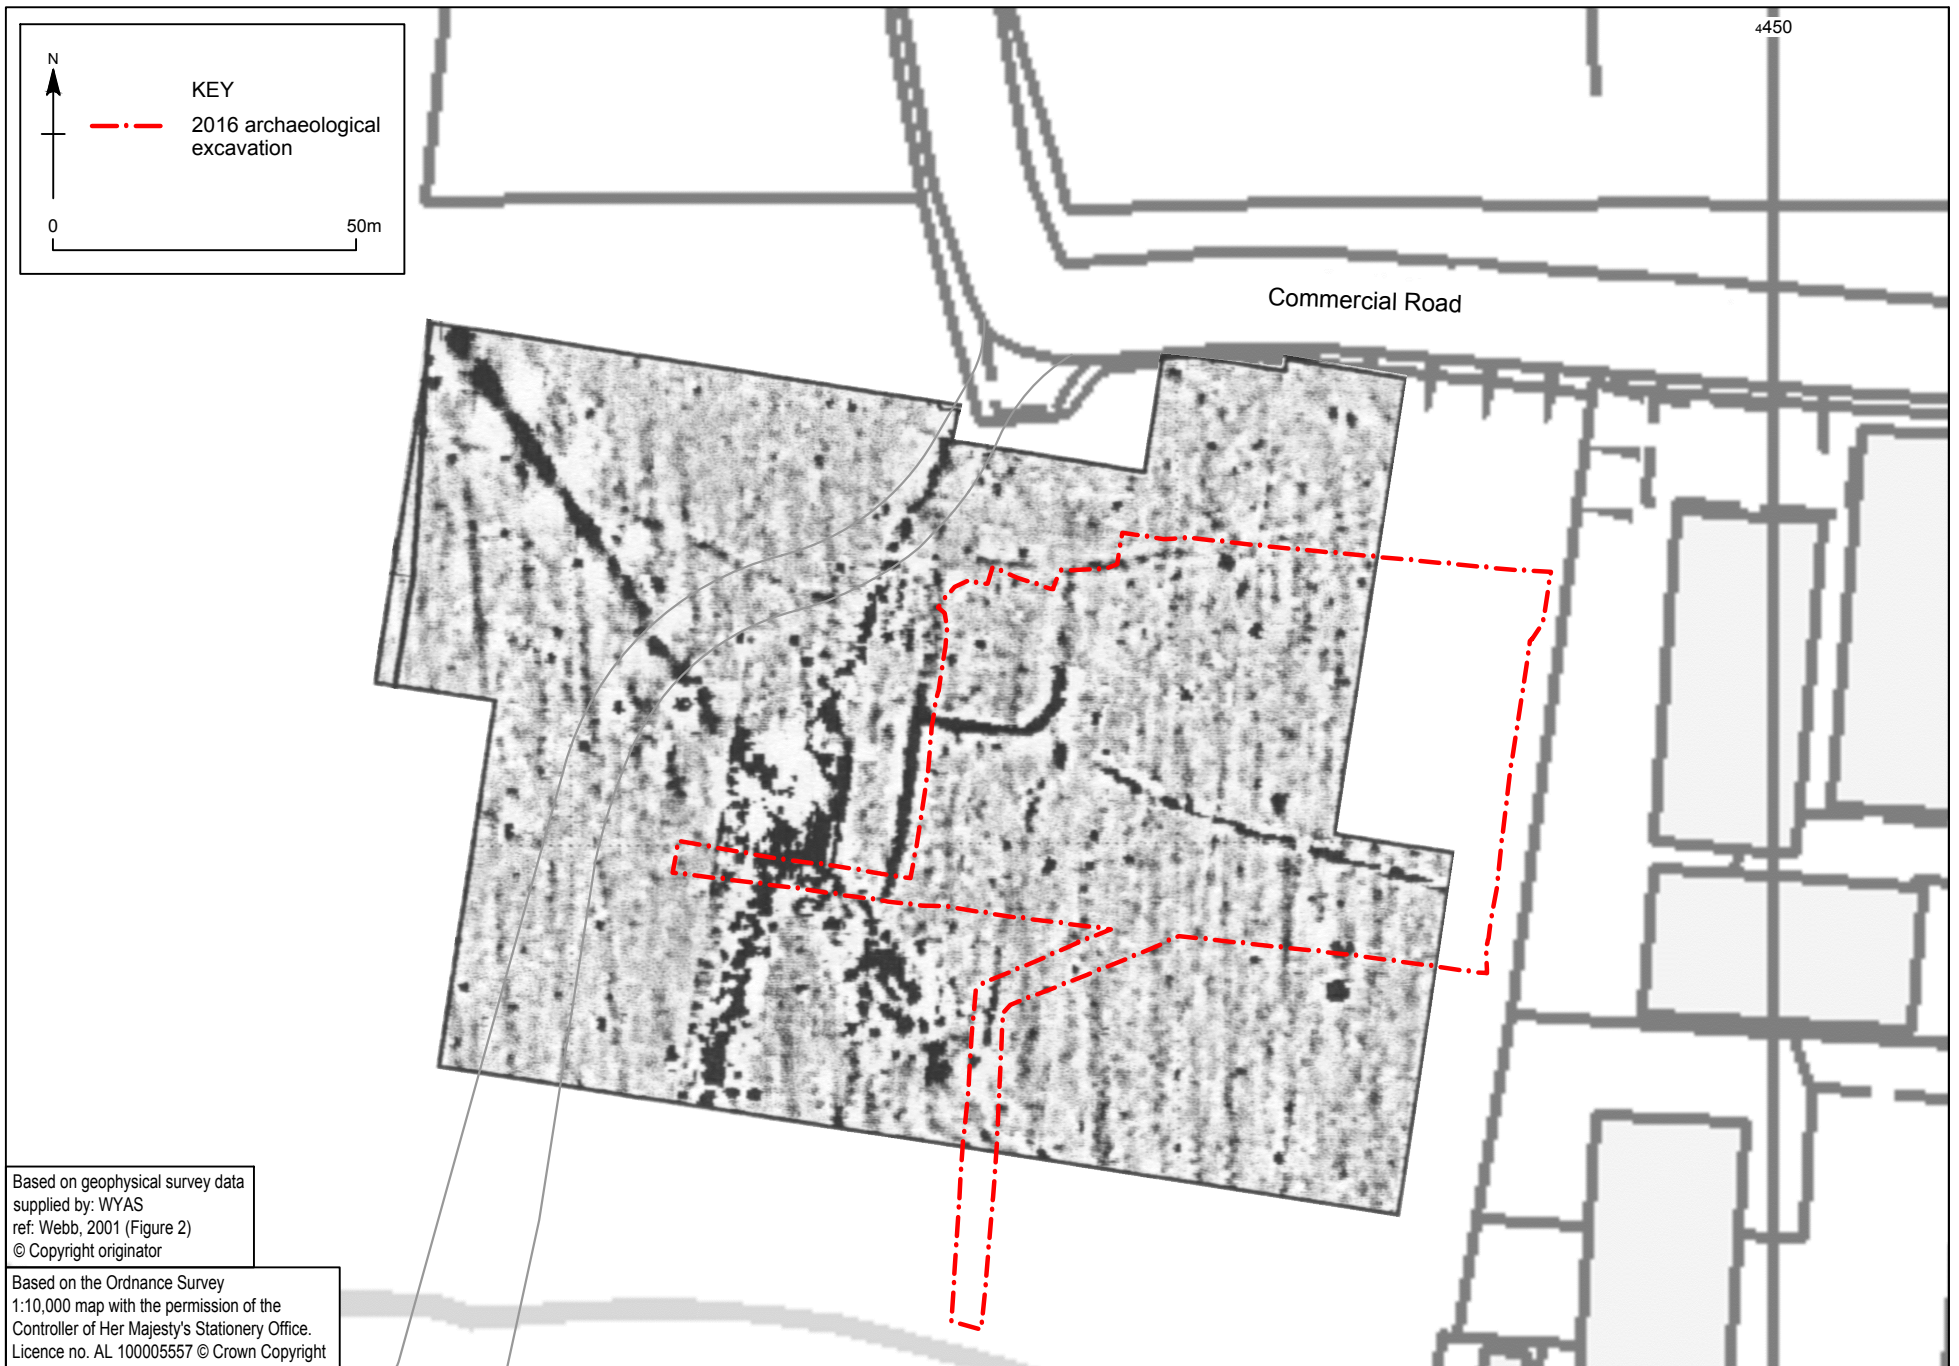 N
KEY
2016 archaeological
excavation
0 50m
4450
Commercial Road
Based on geophysical survey data
supplied by: WYAS
ref: Webb, 2001 (Figure 2)
© Copyright originator
Based on the Ordnance Survey
1:10,000 map with the permission of the
Controller of Her Majesty's Stationery Office.
Licence no. AL 100005557 © Crown Copyright